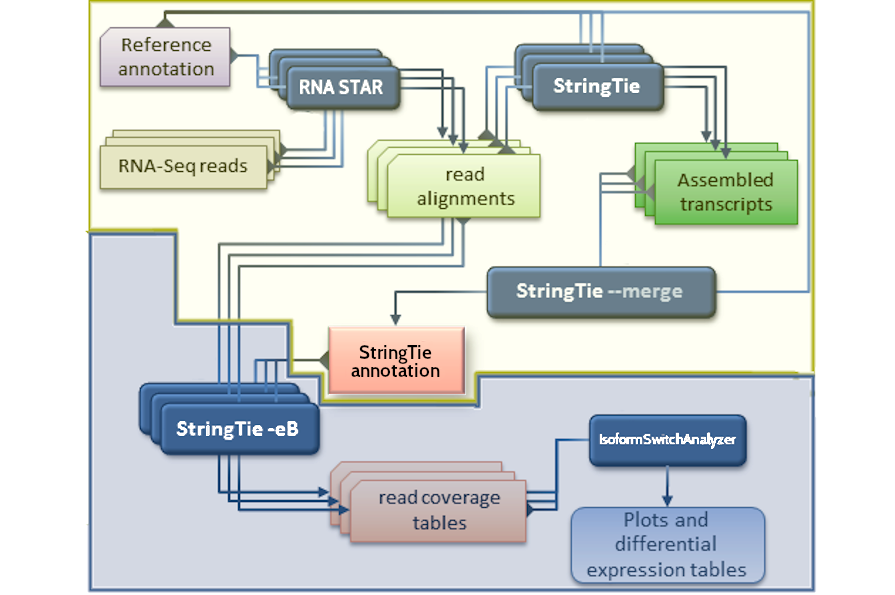 Reference
annotation
RNA STAR
StringTie
RNA-Seq reads
read
alignments
Assembled
transcripts
StringTie --merge
StringTie
annotation
StringTie -eB
IsoformSwitchAnalyzer
read coverage
tables
Plots and
differential
expression tables